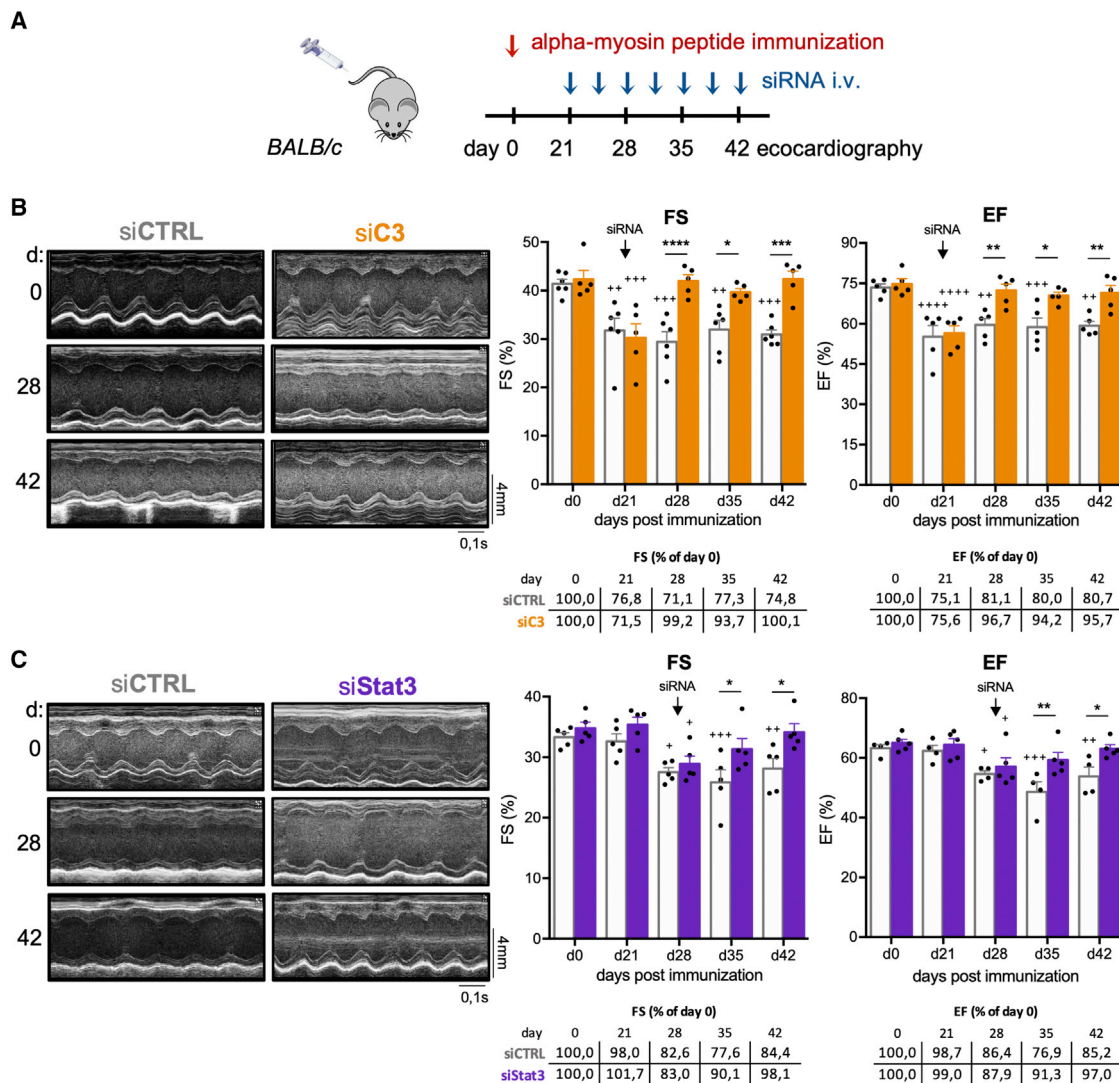 A
alpha-myosin peptide immunization
siRNA i.v.
BALB/c
day 0 21 28 35 42 ecocardiography
B
siCTRL siC3
d:
0
28
42
4mm
0,1s
FS
siRNA
**** * ***
++ +++ +++ ++ +++
FS (%)
50
40
30
20
10
0
d0 d21 d28 d35 d42
days post immunization
EF
siRNA
** * **
++++ ++++ ++ +++ ++
EF (%)
90
75
60
45
30
15
0
d0 d21 d28 d35 d42
days post immunization
FS (% of day 0)
day 0 21 28 35 42
siCTRL 100,0 76,8 71,1 77,3 74,8
siC3 100,0 71,5 99,2 93,7 100,1
EF (% of day 0)
0 21 28 35 42
100,0 75,1 81,1 80,0 80,7
100,0 75,6 96,7 94,2 95,7
C
siCTRL siStat3
d:
0
28
42
4mm
0,1s
FS
siRNA
* *
+ + +++ ++
FS (%)
40
30
20
10
0
d0 d21 d28 d35 d42
days post immunization
EF
siRNA
** *
+ + +++ ++
EF (%)
80
60
40
20
0
d0 d21 d28 d35 d42
days post immunization
FS (% of day 0)
day 0 21 28 35 42
siCTRL 100,0 98,0 82,6 77,6 84,4
siStat3 100,0 101,7 83,0 90,1 98,1
EF (% of day 0)
0 21 28 35 42
100,0 98,7 86,4 76,9 85,2
100,0 99,0 87,9 91,3 97,0